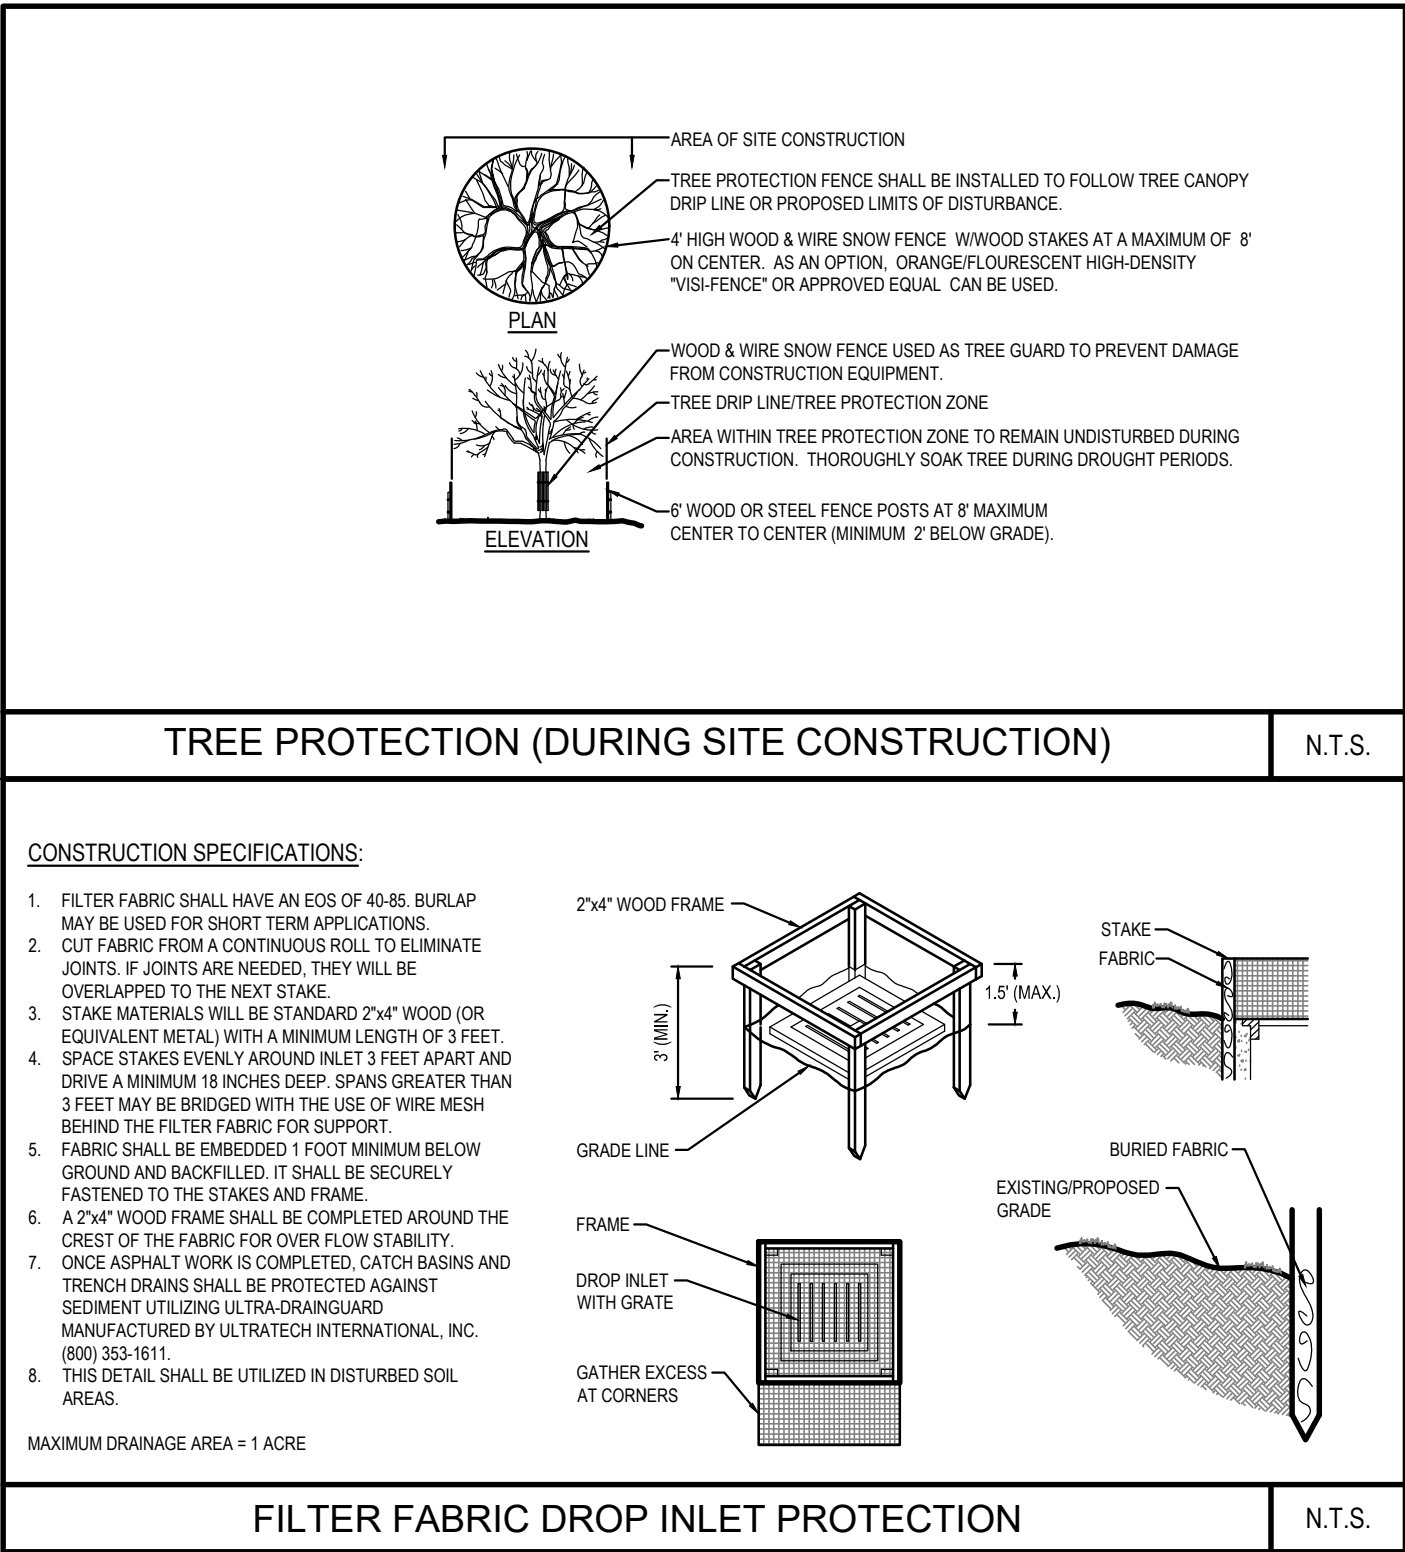 AREA OF SITE CONSTRUCTION
TREE PROTECTION FENCE SHALL BE INSTALLED TO FOLLOW TREE CANOPY
DRIP LINE OR PROPOSED LIMITS OF DISTURBANCE.
4' HIGH WOOD & WIRE SNOW FENCE W/WOOD STAKES AT A MAXIMUM OF 8'
ON CENTER. AS AN OPTION, ORANGE/FLOURESCENT HIGH-DENSITY
"VISI-FENCE" OR APPROVED EQUAL CAN BE USED.
PLAN
WOOD & WIRE SNOW FENCE USED AS TREE GUARD TO PREVENT DAMAGE
FROM CONSTRUCTION EQUIPMENT.
TREE DRIP LINE/TREE PROTECTION ZONE
AREA WITHIN TREE PROTECTION ZONE TO REMAIN UNDISTURBED DURING
CONSTRUCTION. THOROUGHLY SOAK TREE DURING DROUGHT PERIODS.
6' WOOD OR STEEL FENCE POSTS AT 8' MAXIMUM
CENTER TO CENTER (MINIMUM 2' BELOW GRADE).
ELEVATION
TREE PROTECTION (DURING SITE CONSTRUCTION)
N.T.S.
CONSTRUCTION SPECIFICATIONS:
1. FILTER FABRIC SHALL HAVE AN EOS OF 40-85. BURLAP
MAY BE USED FOR SHORT TERM APPLICATIONS.
2. CUT FABRIC FROM A CONTINUOUS ROLL TO ELIMINATE
JOINTS. IF JOINTS ARE NEEDED, THEY WILL BE
OVERLAPPED TO THE NEXT STAKE.
3. STAKE MATERIALS WILL BE STANDARD 2"x4" WOOD (OR
EQUIVALENT METAL) WITH A MINIMUM LENGTH OF 3 FEET.
4. SPACE STAKES EVENLY AROUND INLET 3 FEET APART AND
DRIVE A MINIMUM 18 INCHES DEEP. SPANS GREATER THAN
3 FEET MAY BE BRIDGED WITH THE USE OF WIRE MESH
BEHIND THE FILTER FABRIC FOR SUPPORT.
5. FABRIC SHALL BE EMBEDDED 1 FOOT MINIMUM BELOW
GROUND AND BACKFILLED. IT SHALL BE SECURELY
FASTENED TO THE STAKES AND FRAME.
6. A 2"x4" WOOD FRAME SHALL BE COMPLETED AROUND THE
CREST OF THE FABRIC FOR OVER FLOW STABILITY.
7. ONCE ASPHALT WORK IS COMPLETED, CATCH BASINS AND
TRENCH DRAINS SHALL BE PROTECTED AGAINST
SEDIMENT UTILIZING ULTRA-DRAINGUARD
MANUFACTURED BY ULTRATECH INTERNATIONAL, INC.
(800) 353-1611.
8. THIS DETAIL SHALL BE UTILIZED IN DISTURBED SOIL
AREAS.
MAXIMUM DRAINAGE AREA = 1 ACRE
2"x4" WOOD FRAME
3' (MIN.)
1.5' (MAX.)
GRADE LINE
STAKE
FABRIC
FRAME
DROP INLET
WITH GRATE
GATHER EXCESS
AT CORNERS
BURIED FABRIC
EXISTING/PROPOSED
GRADE
FILTER FABRIC DROP INLET PROTECTION
N.T.S.